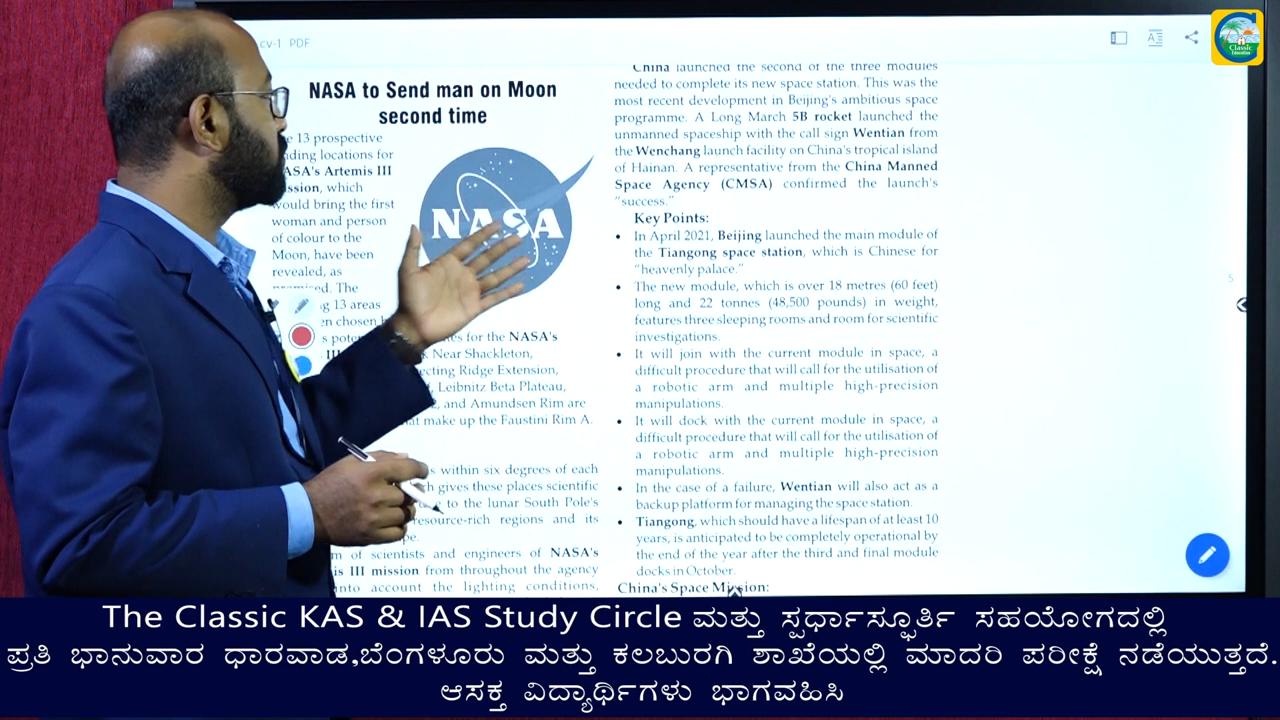 cv-1 PDF
Classic
Education
NASA to Send man on Moon
second time
13 prospective
locations for
NASA's Artemis III
which
would bring the first
woman and person
of colour to the
Moon, have been
revealed, as
The
13 areas
chosen
for the NASA's
Near Shackleton,
Ridge Extension,
Leibnitz Beta Plateau,
and Amundsen Rim are
make up the Faustini Rim A.
within six degrees of each
gives these places scientific
to the lunar South Pole's
resource-rich regions and its
of scientists and engineers of NASA's
III mission from throughout the agency
into account the lighting conditions,
NASA
China launched the second of the three modules
needed to complete its new space station. This was the
most recent development in Beijing's ambitious space
programme. A Long March 5B rocket launched the
unmanned spaceship with the call sign Wentian from
the Wenchang launch facility on China's tropical island
of Hainan. A representative from the China Manned
Space Agency (CMSA) confirmed the launch's
"success."
Key Points:
• In April 2021, Beijing launched the main module of
the Tiangong space station, which is Chinese for
"heavenly palace."
• The new module, which is over 18 metres (60 feet)
long and 22 tonnes (48,500 pounds) in weight,
features three sleeping rooms and room for scientific
investigations.
• It will join with the current module in space, a
difficult procedure that will call for the utilisation of
a robotic arm and multiple high-precision
manipulations.
• It will dock with the current module in space, a
difficult procedure that will call for the utilisation of
a robotic arm and multiple high-precision
manipulations.
• In the case of a failure, Wentian will also act as a
backup platform for managing the space station.
• Tiangong, which should have a lifespan of at least 10
years, is anticipated to be completely operational by
the end of the year after the third and final module
docks in October.
China's Space Mission:
5
The Classic KAS & IAS Study Circle ಮತ್ತು ಸ್ಪರ್ಧಾಸ್ಫೂರ್ತಿ ಸಹಯೋಗದಲ್ಲಿ
ಪ್ರತಿ ಭಾನುವಾರ ಧಾರವಾಡ,ಬೆಂಗಳೂರು ಮತ್ತು ಕಲಬುರಗಿ ಶಾಖೆಯಲ್ಲಿ ಮಾದರಿ ಪರೀಕ್ಷೆ ನಡೆಯುತ್ತದೆ.
ಆಸಕ್ತ ವಿದ್ಯಾರ್ಥಿಗಳು ಭಾಗವಹಿಸಿ